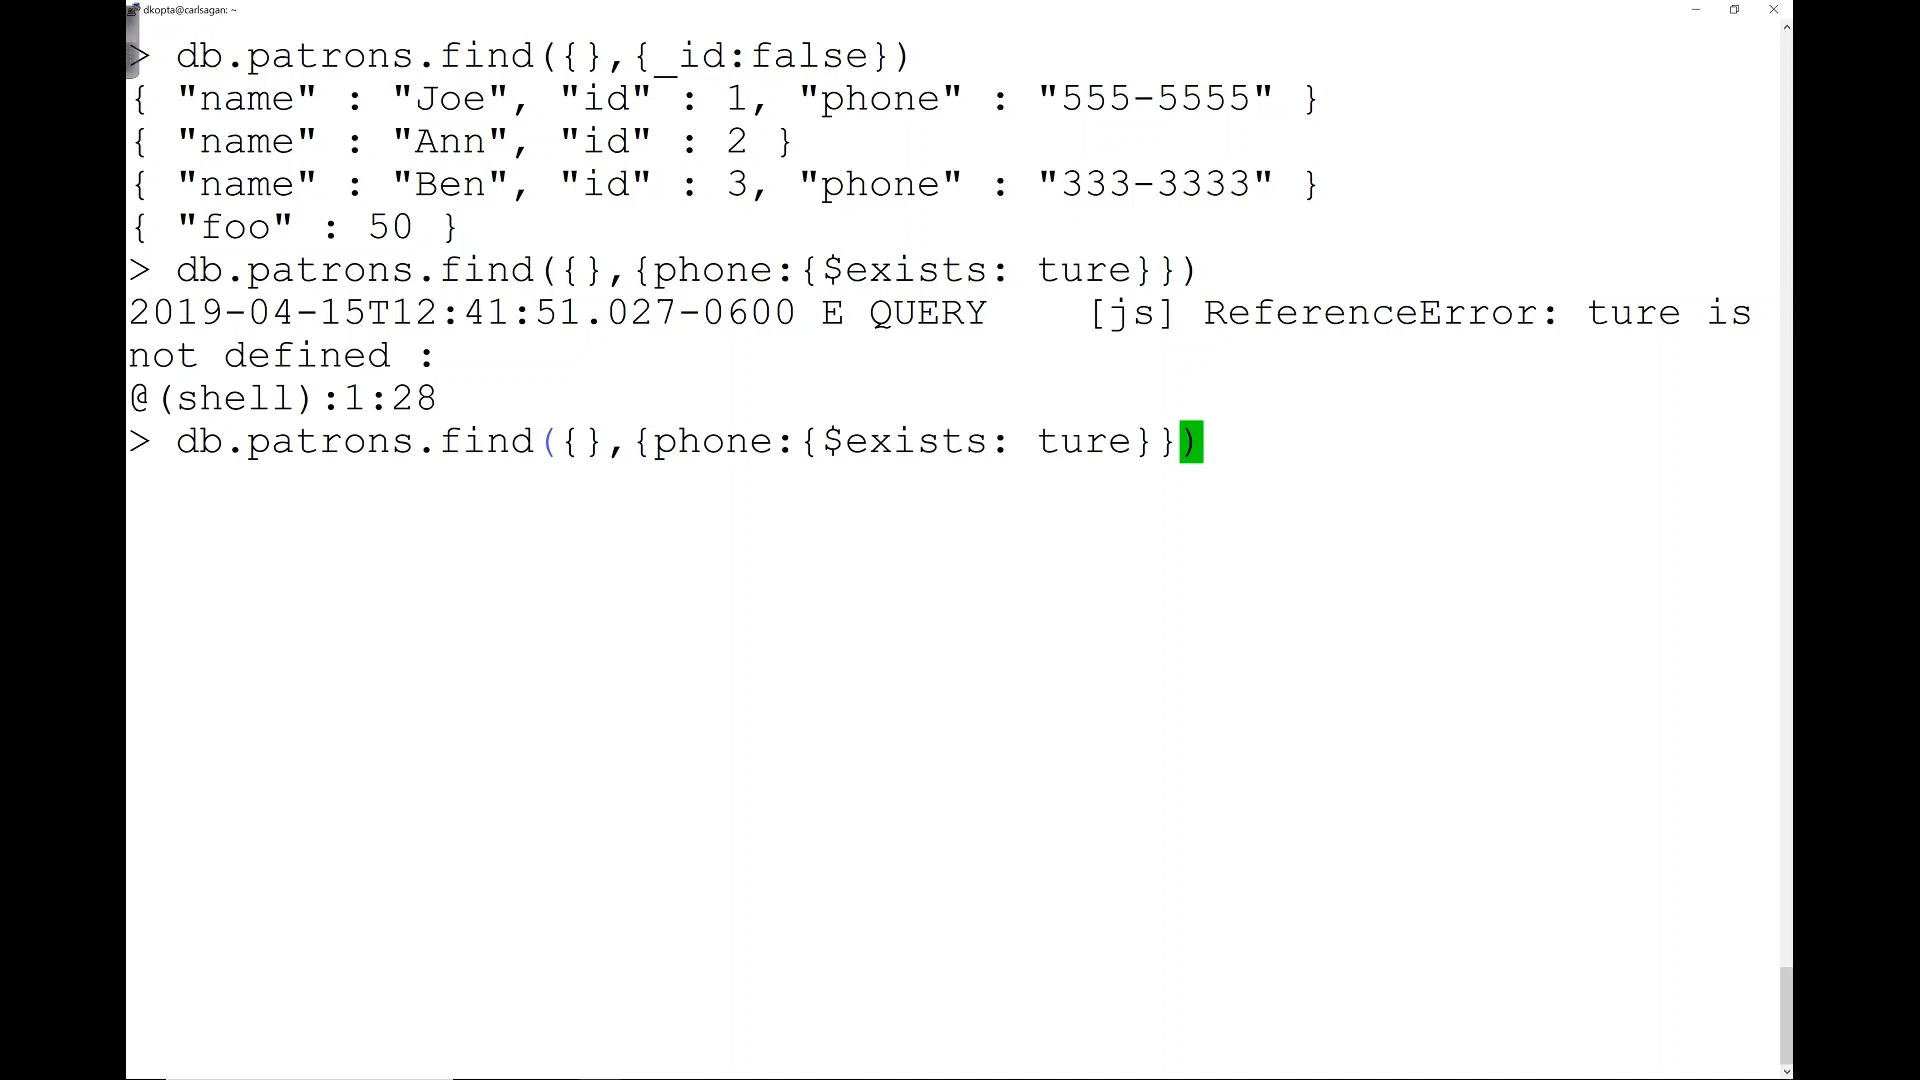 dkopta@carlsagan: ~
> db.patrons.find({},{_id:false})
{ "name" : "Joe", "id" : 1, "phone" : "555-5555" }
{ "name" : "Ann", "id" : 2 }
{ "name" : "Ben", "id" : 3, "phone" : "333-3333" }
{ "foo" : 50 }
> db.patrons.find({},{phone:{$exists: ture}})
2019-04-15T12:41:51.027-0600 E QUERY    [js] ReferenceError: ture is
not defined :
@(shell):1:28
> db.patrons.find({},{phone:{$exists: ture}})